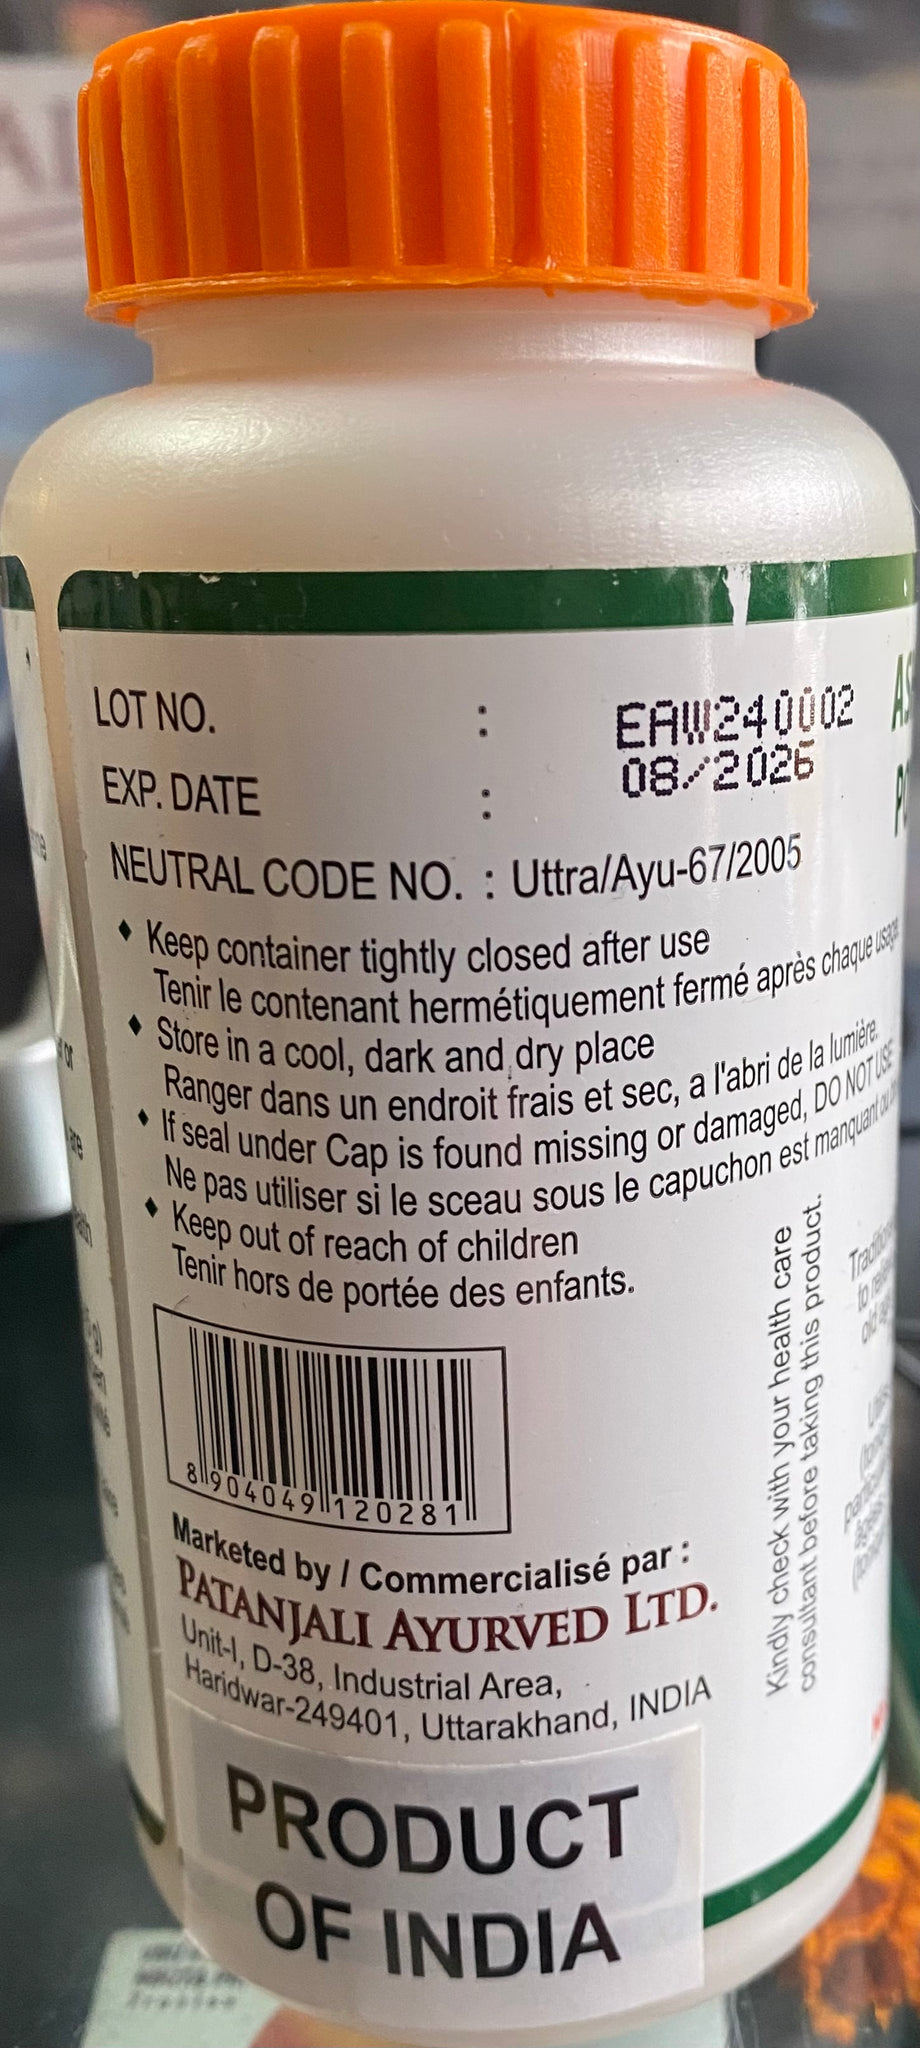 LOT NO. : EAW240002
EXP. DATE : 08/2026
NEUTRAL CODE NO. : Uttra/Ayu-67/2005
♦ Keep container tightly closed after use
Tenir le contenant hermétiquement fermé après chaque usage
♦ Store in a cool, dark and dry place
Ranger dans un endroit frais et sec, a l'abri de la lumière.
♦ If seal under Cap is found missing or damaged, DO NOT USE
Ne pas utiliser si le sceau sous le capuchon est manquant ou
♦ Keep out of reach of children
Tenir hors de portée des enfants.
8 904049 120281
Marketed by / Commercialisé par :
PATANJALI AYURVED LTD.
Unit-I, D-38, Industrial Area,
Haridwar-249401, Uttarakhand, INDIA
PRODUCT
OF INDIA
Kindly check with your health care
consultant before taking this product.